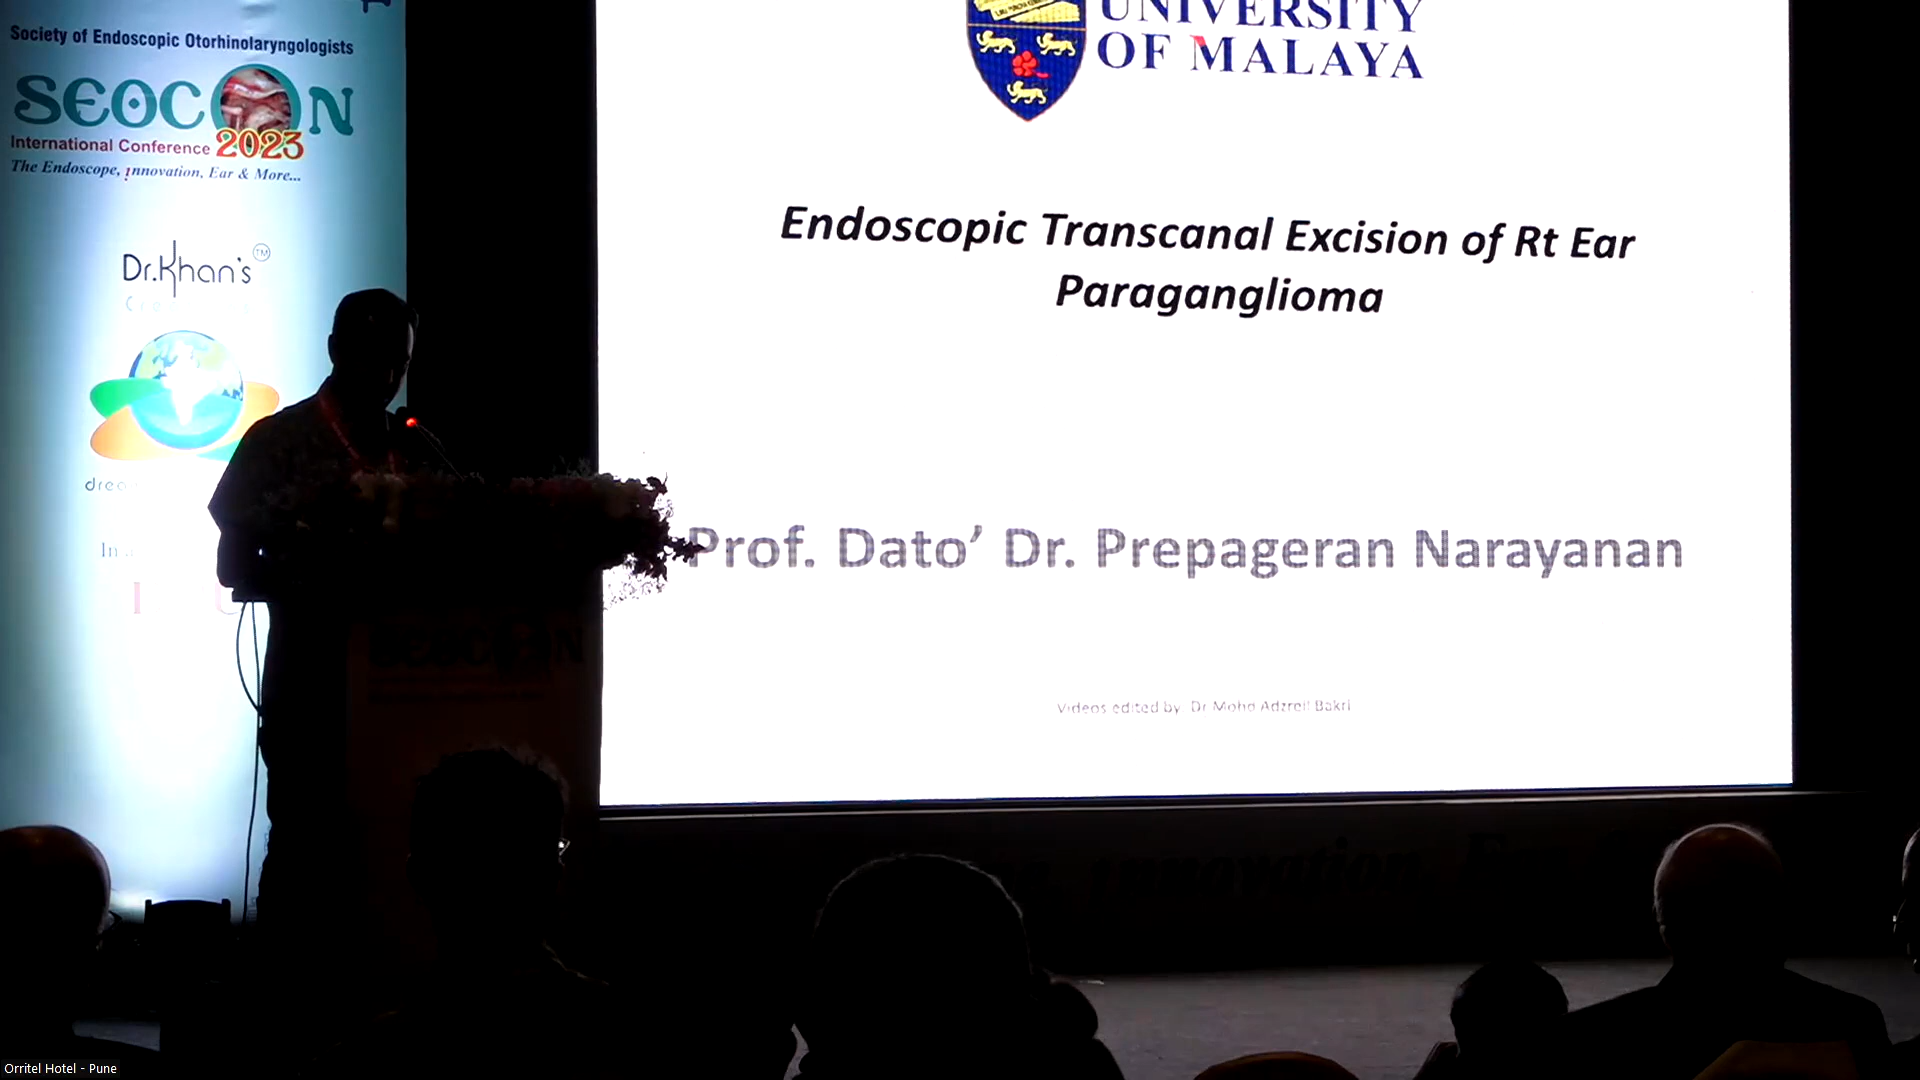 Society of Endoscopic Otorhinolaryngologists
SEOCON
International Conference 2023
The Endoscope, innovation, Ear & More...
Dr.Khan's TM
UNIVERSITY
OF MALAYA
Endoscopic Transcanal Excision of Rt Ear
Paraganglioma
Prof. Dato’ Dr. Prepageran Narayanan
Videos edited by: Dr Mohd Adzreil Bakri
Orritel Hotel - Pune